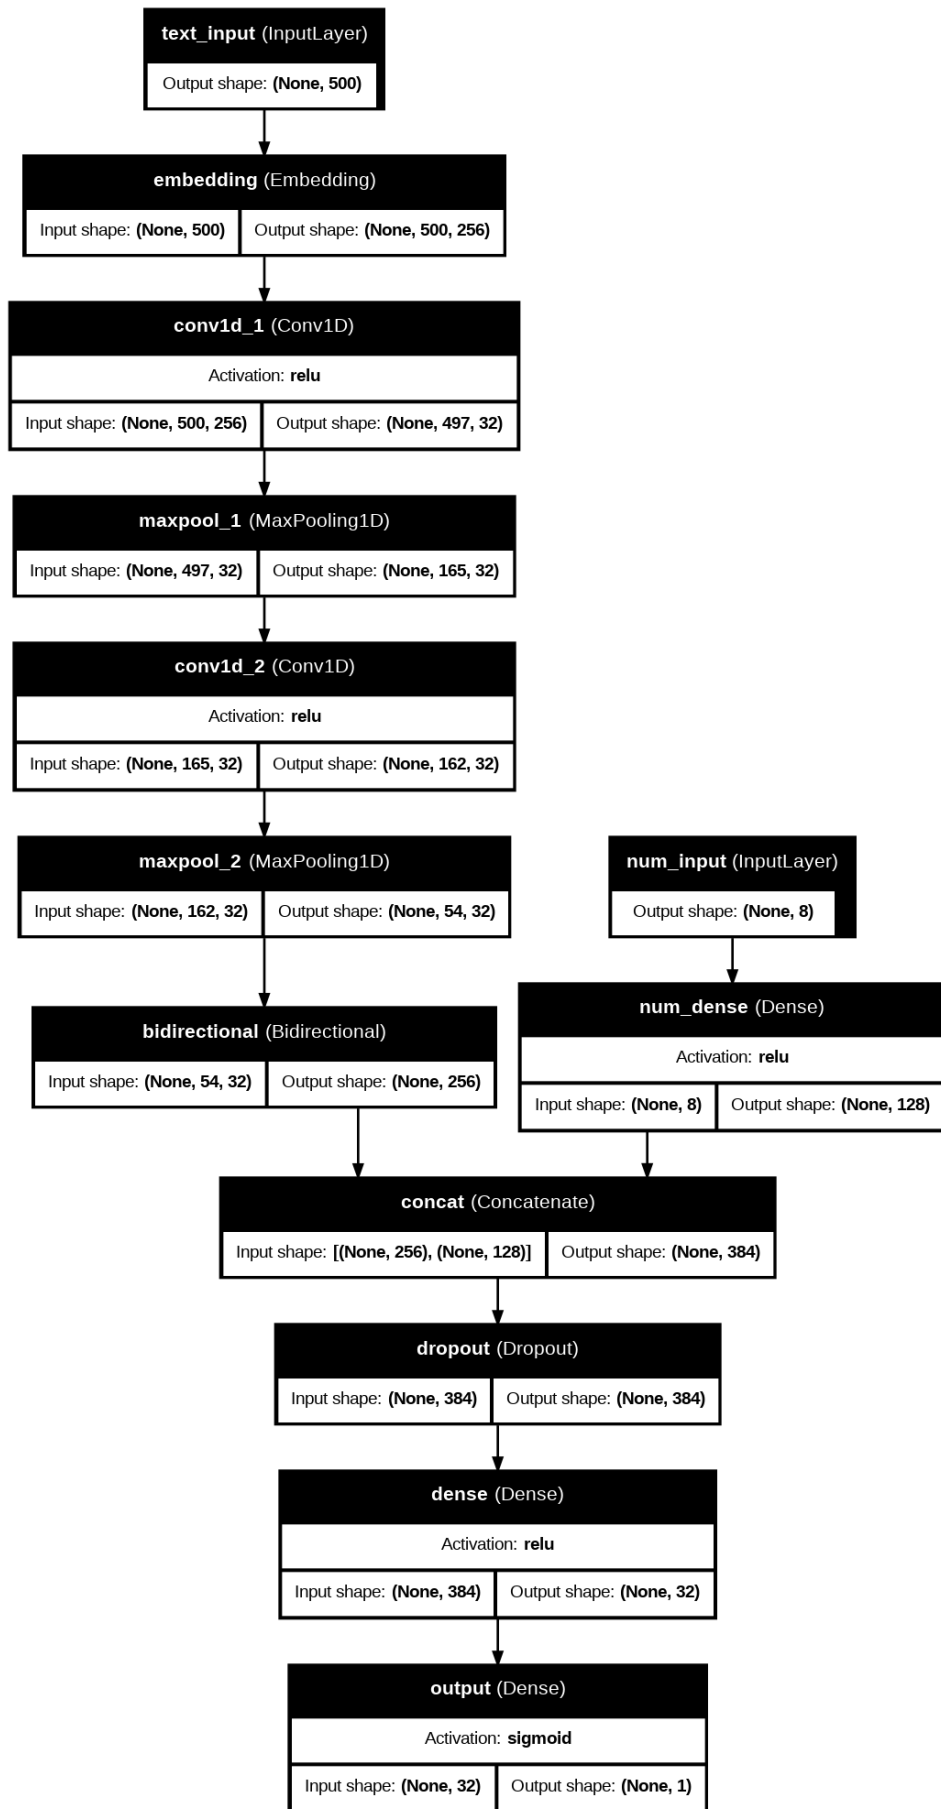 text_input (InputLayer)
Output shape: (None, 500)
embedding (Embedding)
Input shape: (None, 500) Output shape: (None, 500, 256)
conv1d_1 (Conv1D)
Activation: relu
Input shape: (None, 500, 256) Output shape: (None, 497, 32)
maxpool_1 (MaxPooling1D)
Input shape: (None, 497, 32) Output shape: (None, 165, 32)
conv1d_2 (Conv1D)
Activation: relu
Input shape: (None, 165, 32) Output shape: (None, 162, 32)
maxpool_2 (MaxPooling1D)
Input shape: (None, 162, 32) Output shape: (None, 54, 32)
num_input (InputLayer)
Output shape: (None, 8)
bidirectional (Bidirectional)
Input shape: (None, 54, 32) Output shape: (None, 256)
num_dense (Dense)
Activation: relu
Input shape: (None, 8) Output shape: (None, 128)
concat (Concatenate)
Input shape: [(None, 256), (None, 128)] Output shape: (None, 384)
dropout (Dropout)
Input shape: (None, 384) Output shape: (None, 384)
dense (Dense)
Activation: relu
Input shape: (None, 384) Output shape: (None, 32)
output (Dense)
Activation: sigmoid
Input shape: (None, 32) Output shape: (None, 1)